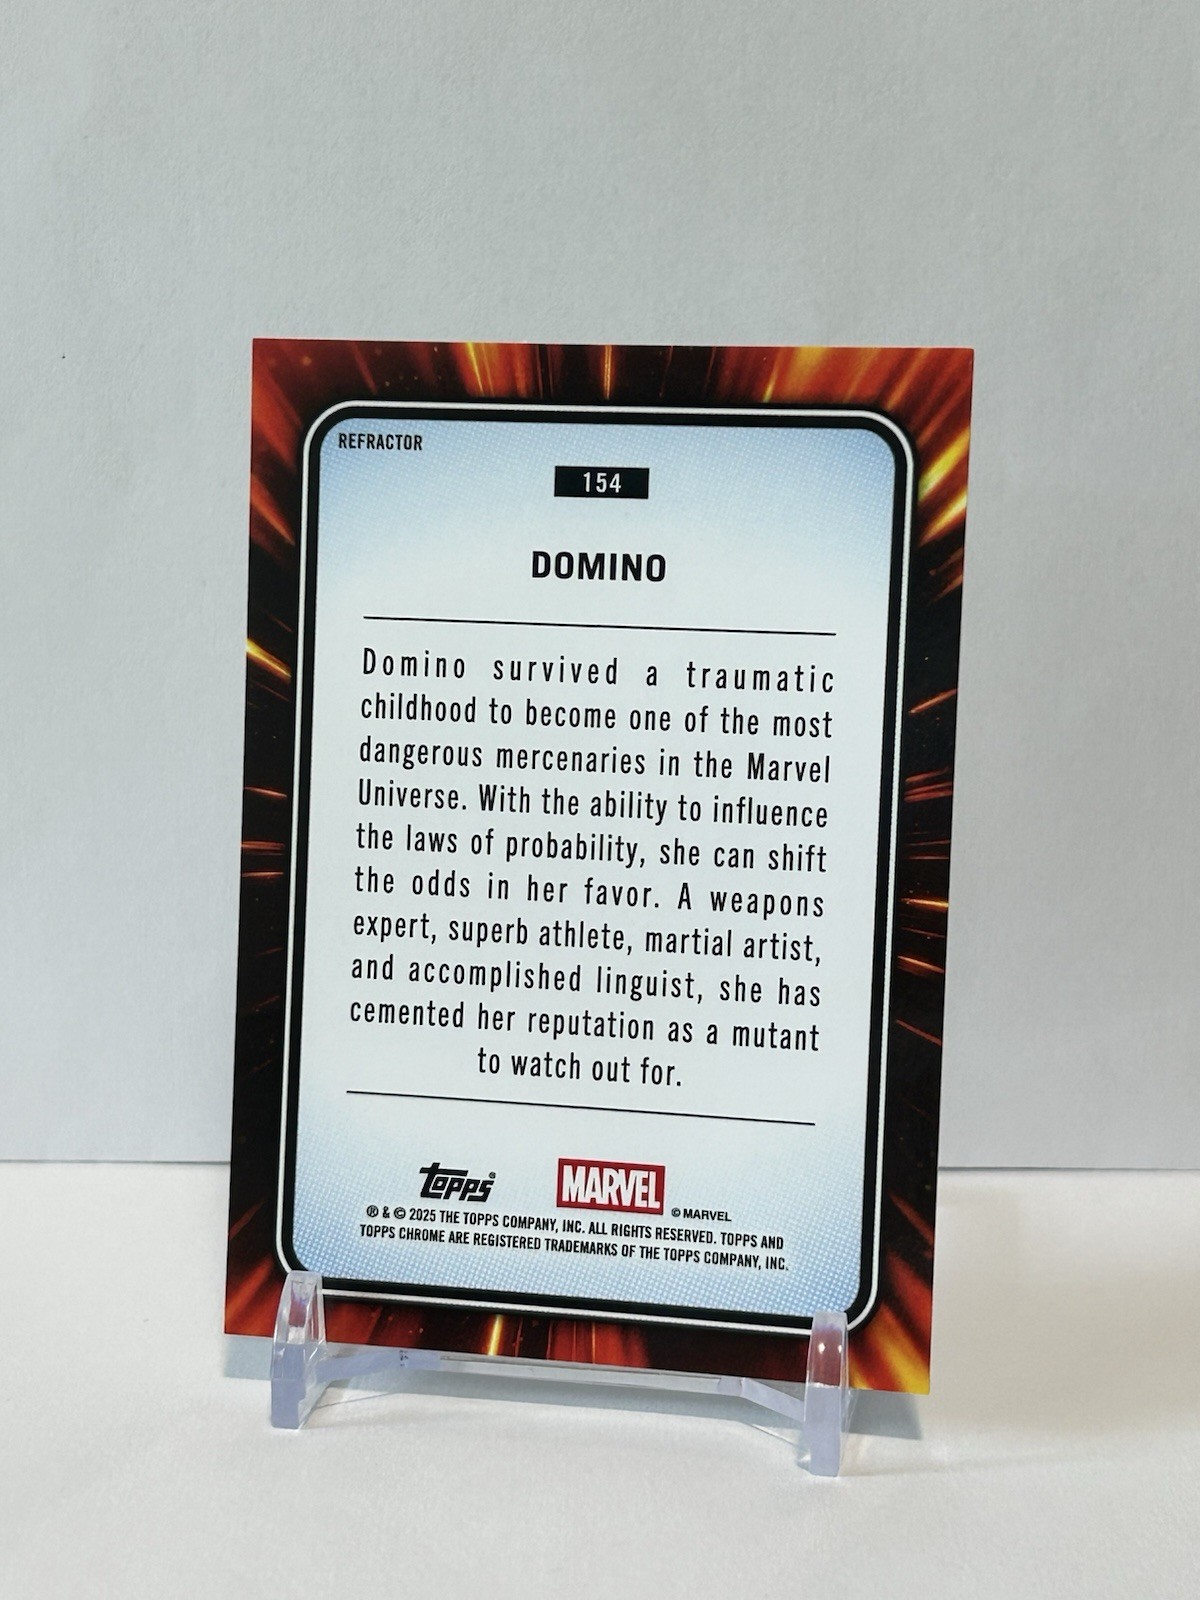 REFRACTOR
154
DOMINO
Domino survived a traumatic
childhood to become one of the most
dangerous mercenaries in the Marvel
Universe. With the ability to influence
the laws of probability, she can shift
the odds in her favor. A weapons
expert, superb athlete, martial artist,
and accomplished linguist, she has
cemented her reputation as a mutant
to watch out for.
Topps®
MARVEL
© MARVEL
® & © 2025 THE TOPPS COMPANY, INC. ALL RIGHTS RESERVED. TOPPS AND
TOPPS CHROME ARE REGISTERED TRADEMARKS OF THE TOPPS COMPANY, INC.